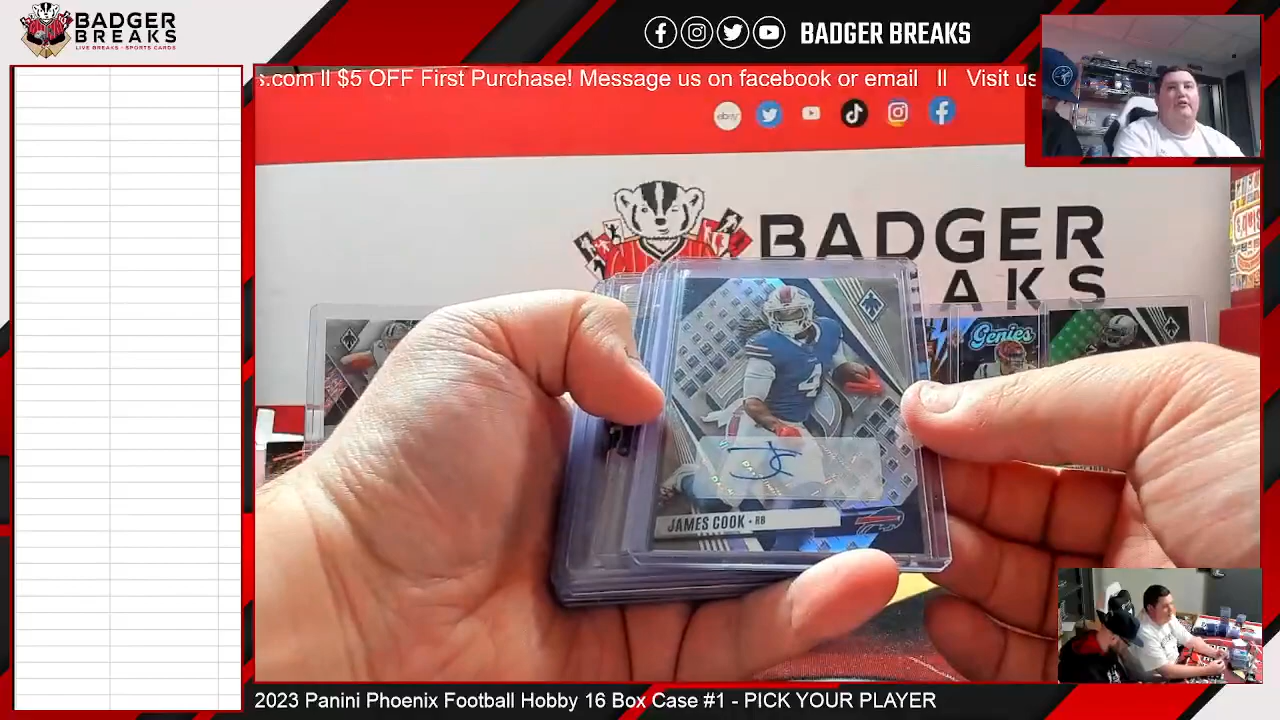 BADGER
BREAKS
LIVE BREAKS • SPORTS CARDS
BADGER BREAKS
s.com ll $5 OFF First Purchase! Message us on facebook or email ll Visit us
ebay
BADGER
AKS
Genies
4
JAMES COOK • RB
2023 Panini Phoenix Football Hobby 16 Box Case #1 - PICK YOUR PLAYER